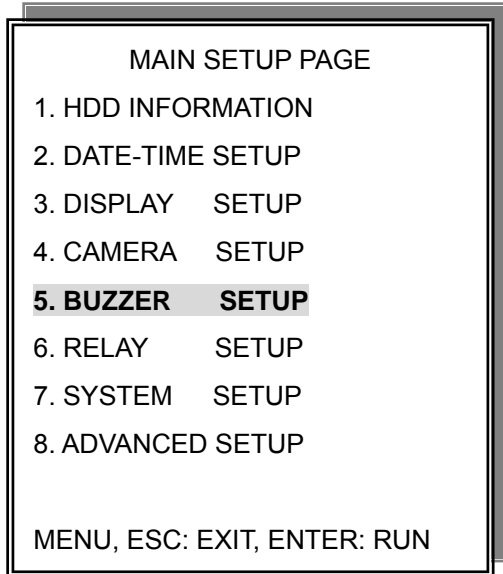 MAIN SETUP PAGE
1. HDD INFORMATION
2. DATE-TIME SETUP
3. DISPLAY SETUP
4. CAMERA SETUP
5. BUZZER SETUP
6. RELAY SETUP
7. SYSTEM SETUP
8. ADVANCED SETUP
MENU, ESC: EXIT, ENTER: RUN